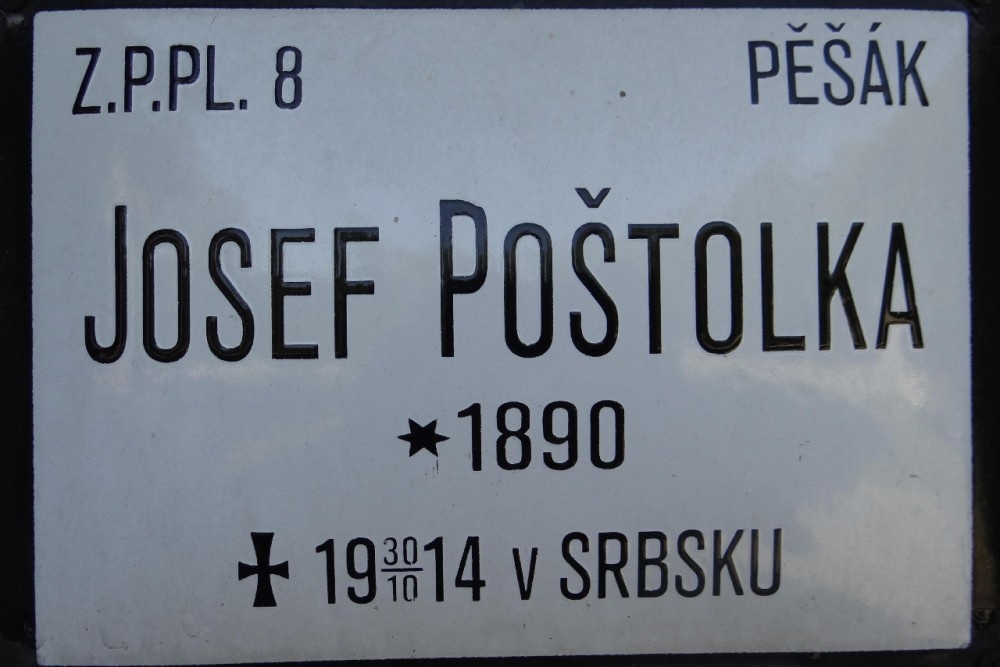 Z.P.PL. 8 PĚŠÁK
JOSEF POŠTOLKA
✶1890
✠ 19 30/10 14 V SRBSKU